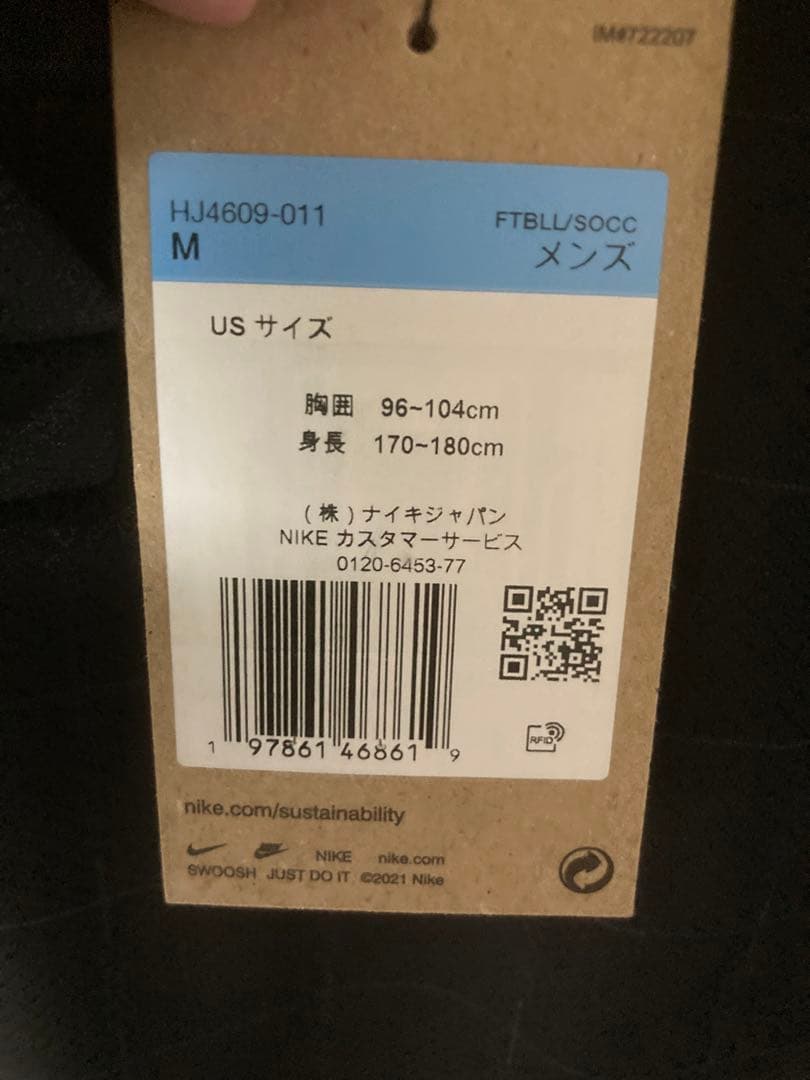 IM4722207
HJ4609-011
FTBLL/SOCC
M
メンズ
US サイズ
胸囲 96~104cm
身長 170~180cm
(株)ナイキジャパン
NIKE カスタマーサービス
0120-6453-77
1 97861 46861 9
RFID
nike.com/sustainability
NIKE nike.com
SWOOSH JUST DO IT ©2021 Nike